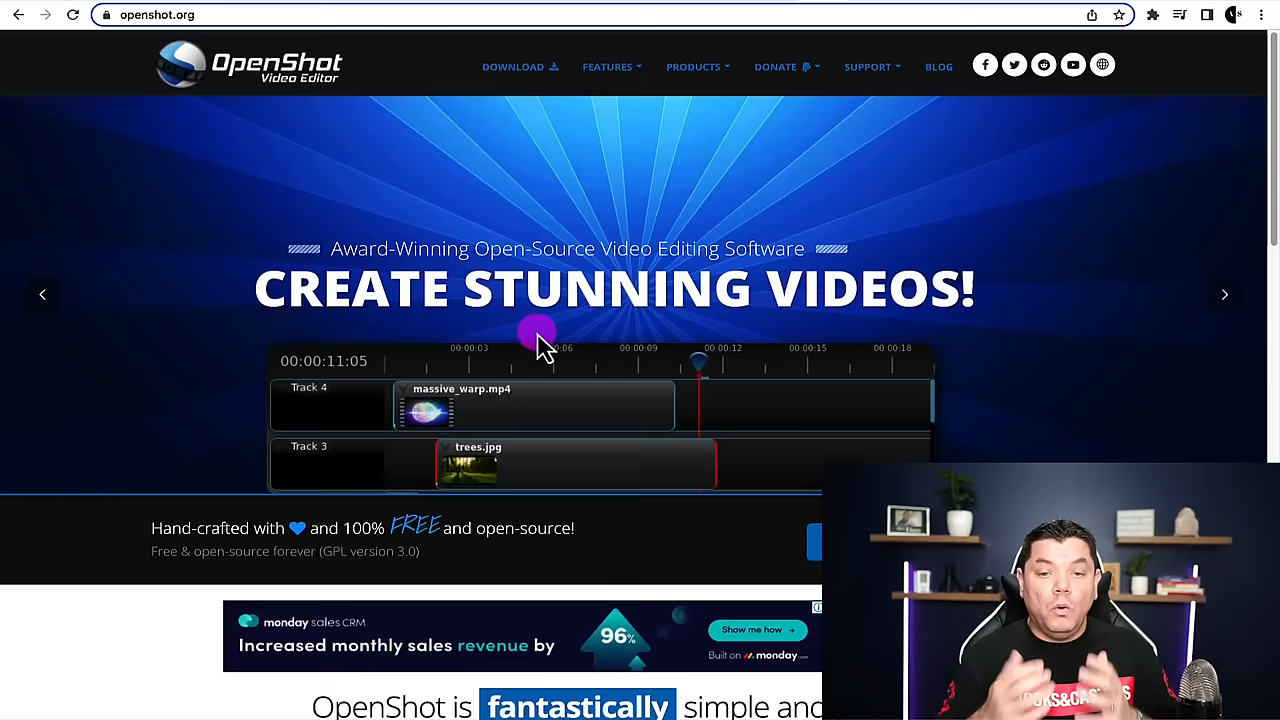 openshot.org
OpenShot
Video Editor
DOWNLOAD
FEATURES
PRODUCTS
DONATE
SUPPORT
BLOG
Award-Winning Open-Source Video Editing Software
CREATE STUNNING VIDEOS!
00:00:11:05
00:00:03
:06
00:00:09
00:00:12
00:00:15
00:00:18
Track 4
massive_warp.mp4
Track 3
trees.jpg
Hand-crafted with and 100% FREE and open-source!
Free & open-source forever (GPL version 3.0)
monday sales CRM
Increased monthly sales revenue by
96%
Show me how
Built on monday.com
OpenShot is fantastically simple and